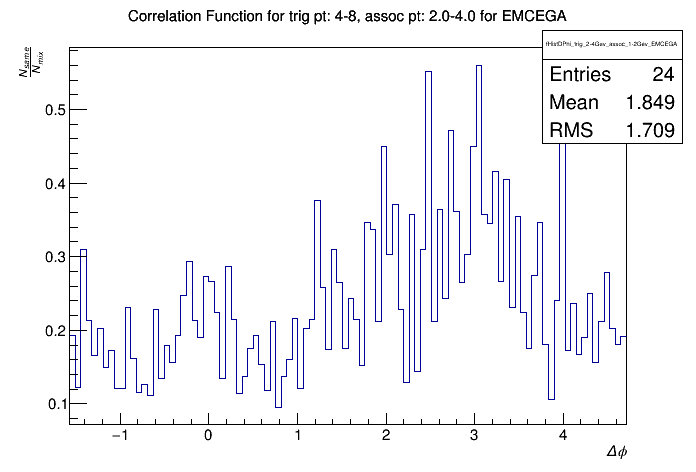 Correlation Function for trig pt: 4-8, assoc pt: 2.0-4.0 for EMCEGA
fHistDPhi_trig_2-4Gev_assoc_1-2Gev_EMCEGA
Entries 24
Mean 1.849
RMS 1.709
N_same
N_mix
0.5
0.4
0.3
0.2
0.1
−1 0 1 2 3 4
Δϕ